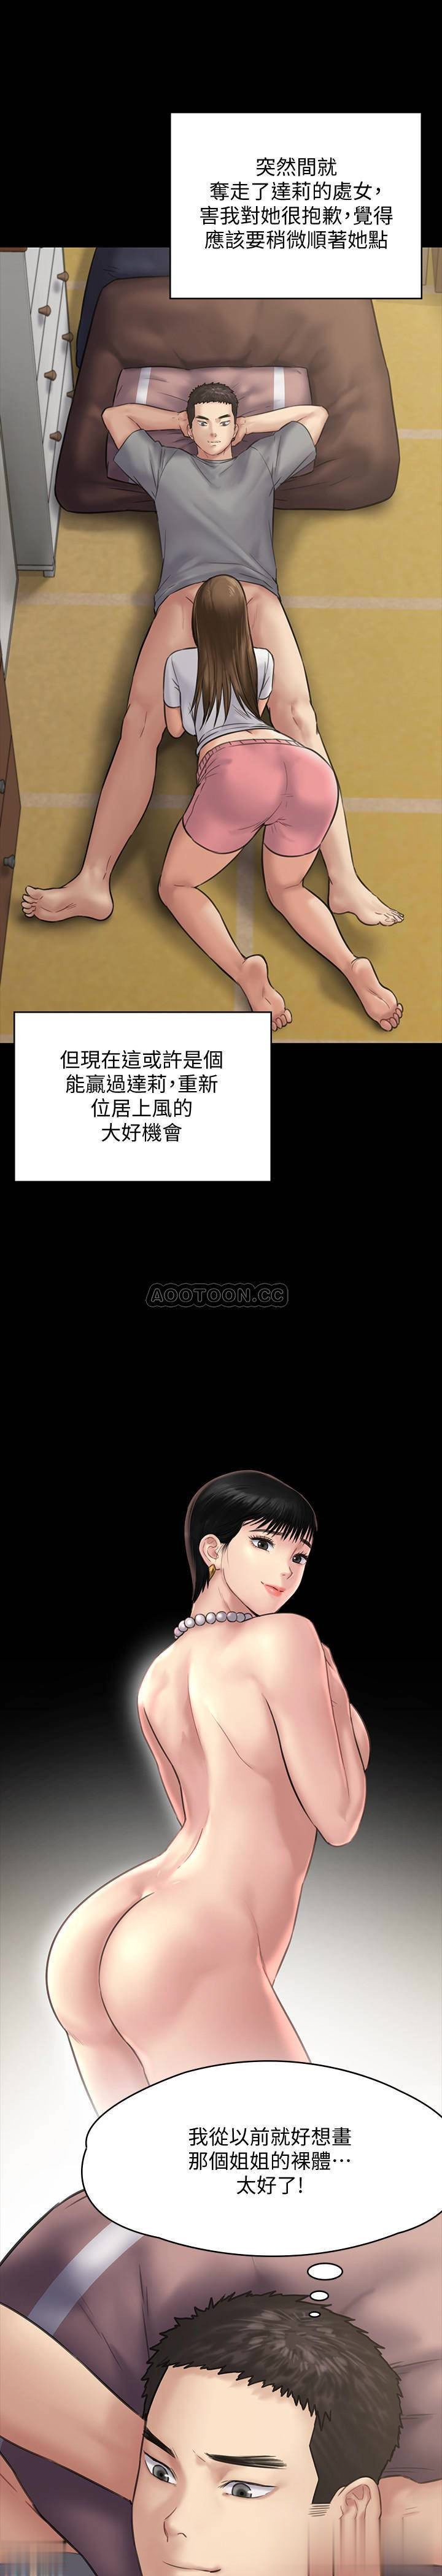 突然間就
奪走了達莉的處女，
害我對她很抱歉，覺得
應該要稍微順著她點
但現在這或許是個
能贏過達莉，重新
位居上風的
大好機會
AOOTOON.CC
我從以前就好想畫
那個姐姐的裸體…
太好了!